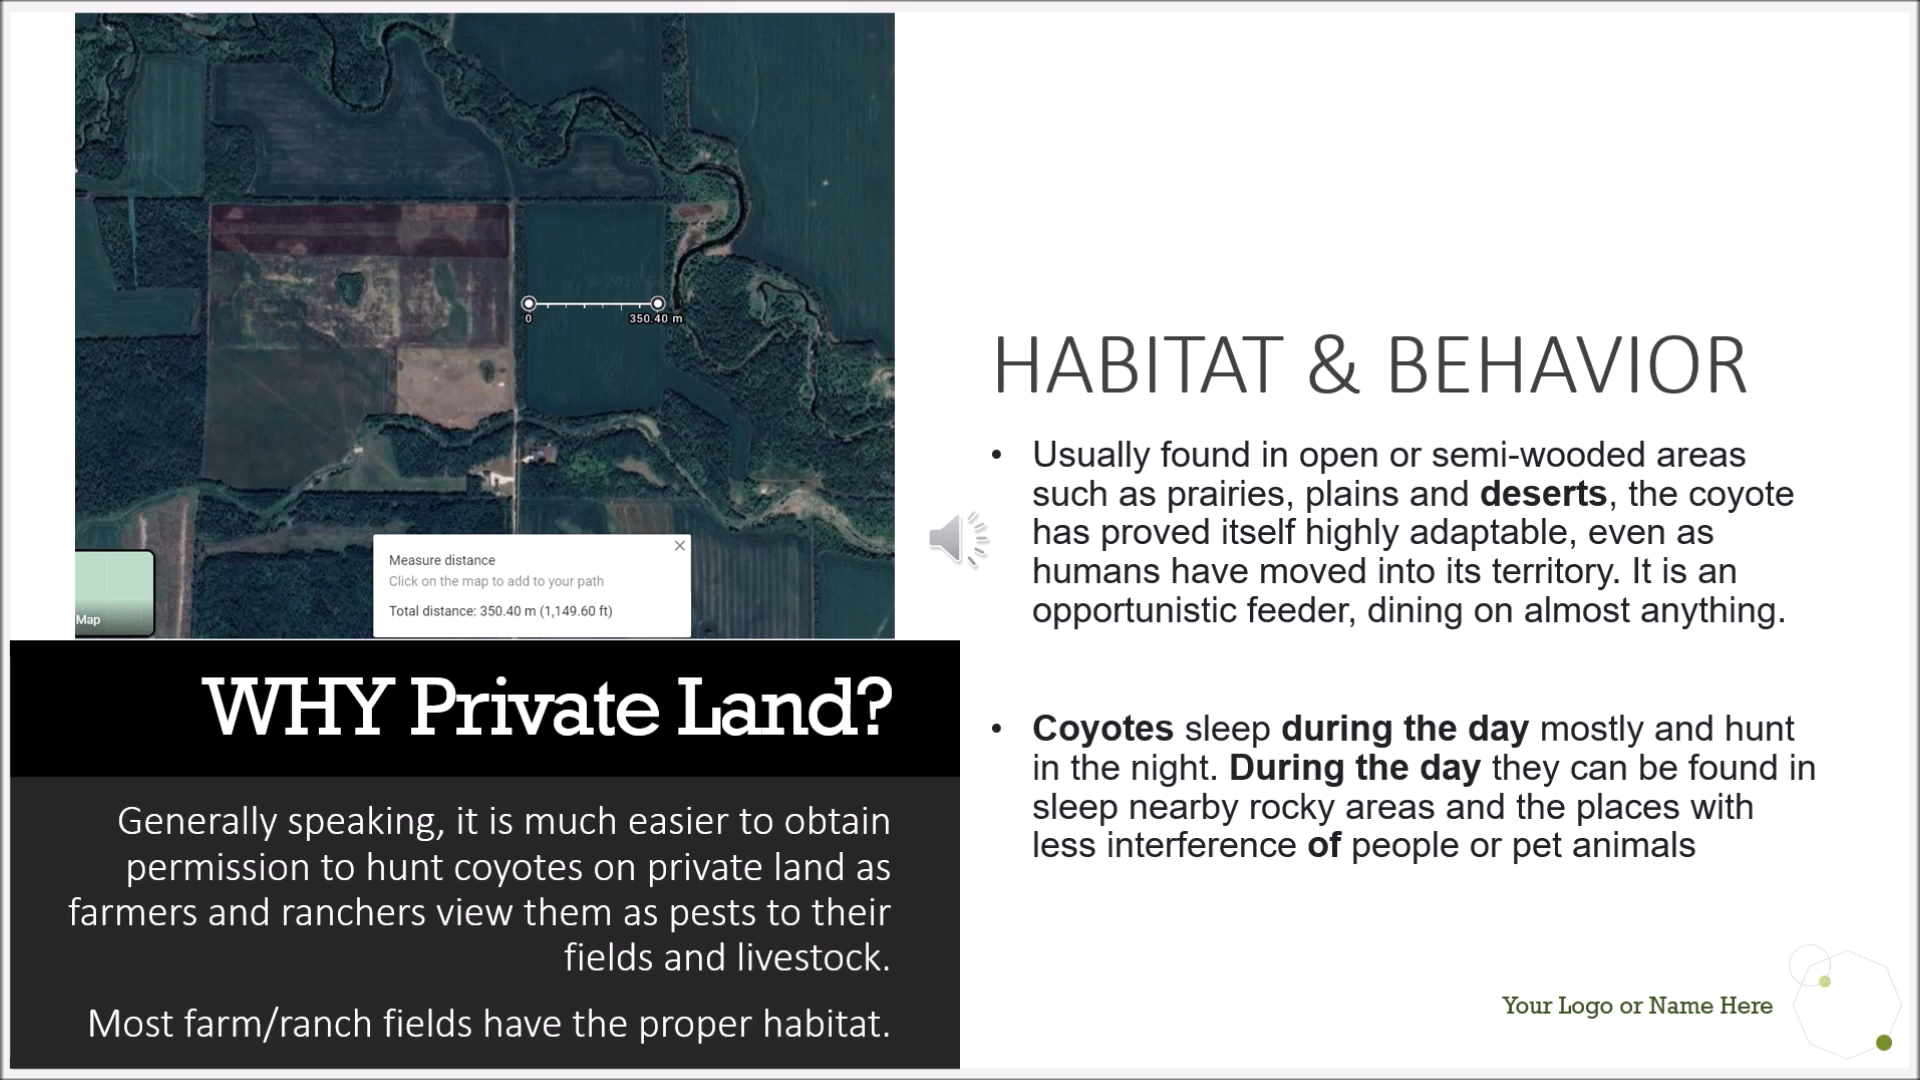 0
350.40 m
Measure distance
Click on the map to add to your path
Total distance: 350.40 m (1,149.60 ft)
Map
WHY Private Land?
Generally speaking, it is much easier to obtain
permission to hunt coyotes on private land as
farmers and ranchers view them as pests to their
fields and livestock.
Most farm/ranch fields have the proper habitat.
HABITAT & BEHAVIOR
• Usually found in open or semi-wooded areas
such as prairies, plains and deserts, the coyote
has proved itself highly adaptable, even as
humans have moved into its territory. It is an
opportunistic feeder, dining on almost anything.
• Coyotes sleep during the day mostly and hunt
in the night. During the day they can be found in
sleep nearby rocky areas and the places with
less interference of people or pet animals
Your Logo or Name Here